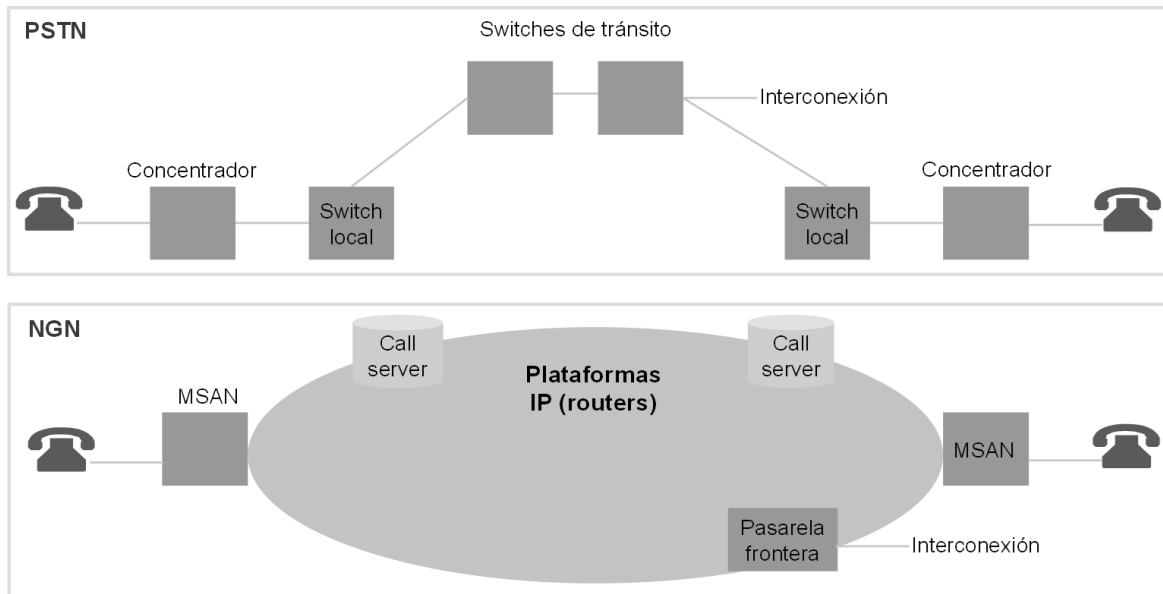 PSTN
Switches de tránsito
Interconexión
Concentrador
Concentrador
Switch
local
Switch
local
NGN
Call
server
Call
server
Plataformas
IP (routers)
MSAN
MSAN
Pasarela
frontera
Interconexión